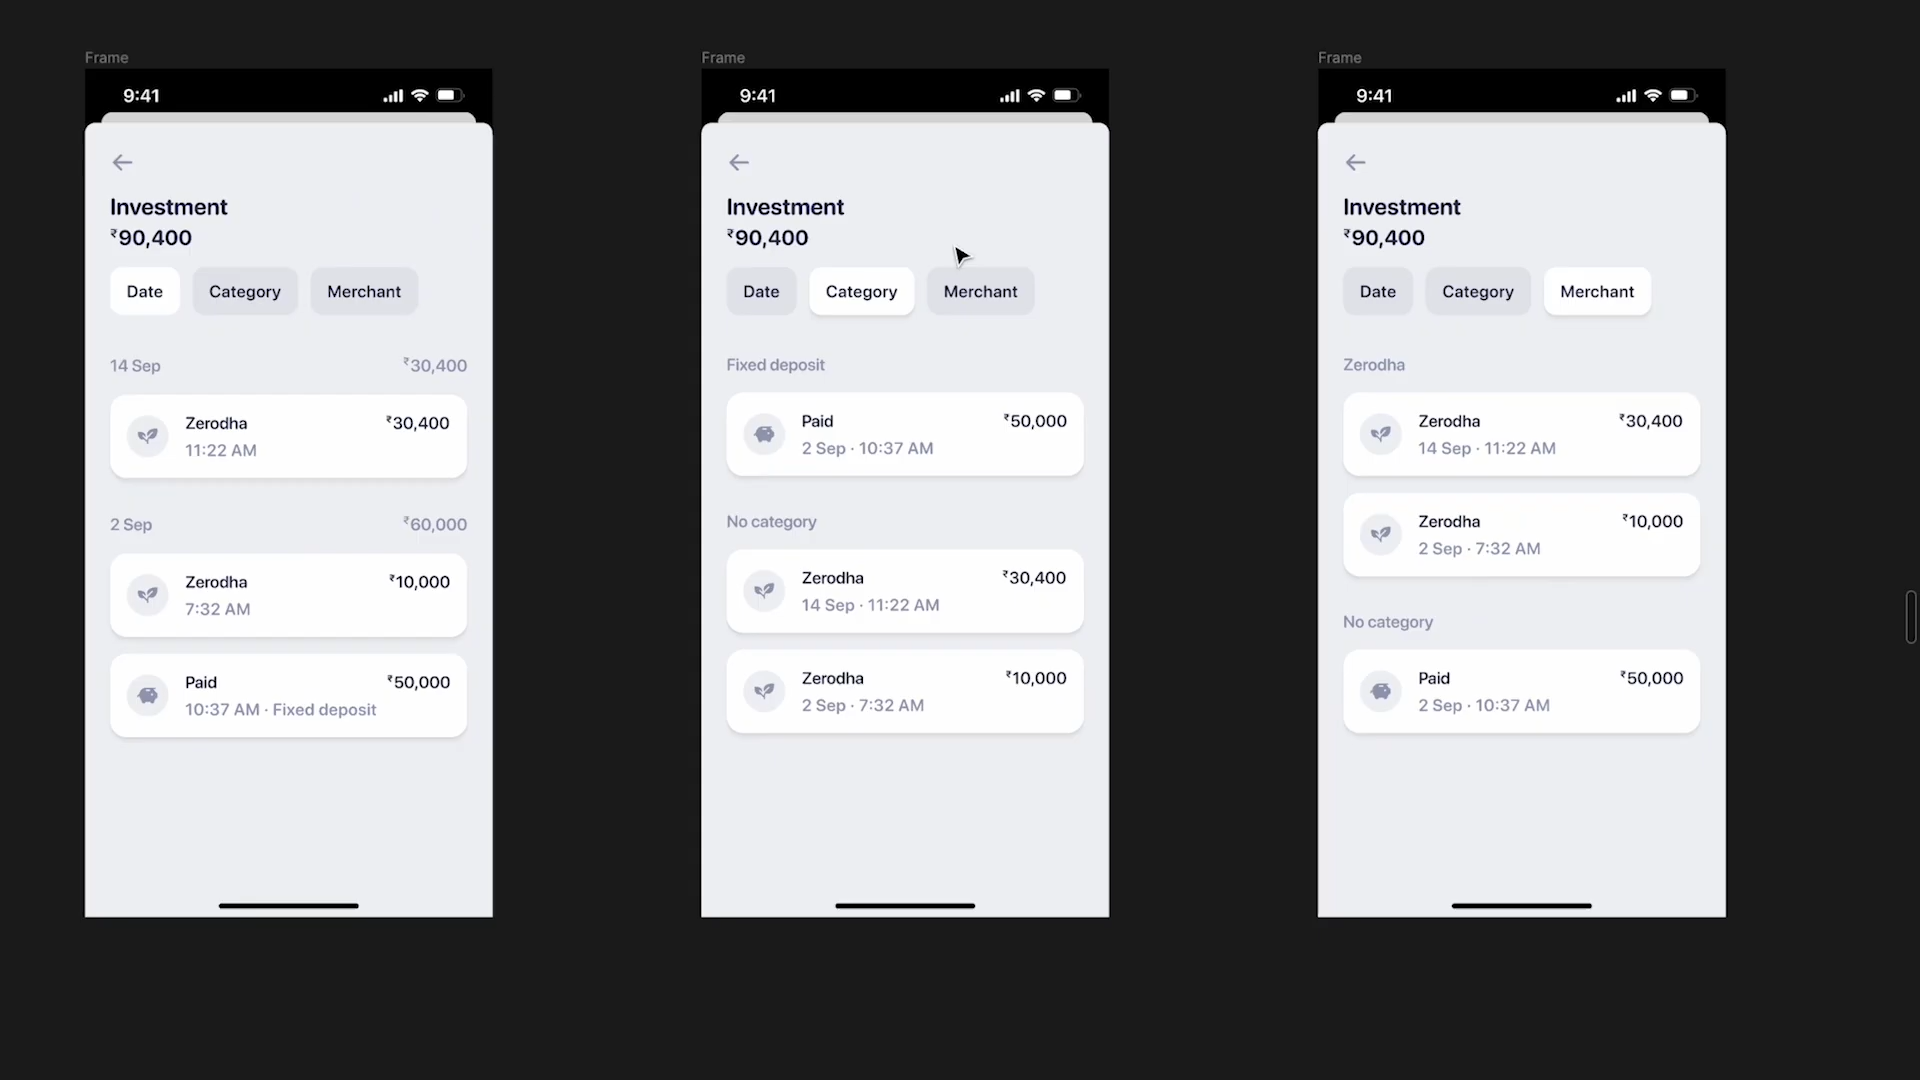 Frame
9:41
Investment
₹90,400
Date
Category
Merchant
14 Sep
₹30,400
Zerodha
₹30,400
11:22 AM
2 Sep
₹60,000
Zerodha
₹10,000
7:32 AM
Paid
₹50,000
10:37 AM · Fixed deposit
Frame
9:41
Investment
₹90,400
Date
Category
Merchant
Fixed deposit
Paid
₹50,000
2 Sep · 10:37 AM
No category
Zerodha
₹30,400
14 Sep · 11:22 AM
Zerodha
₹10,000
2 Sep · 7:32 AM
Frame
9:41
Investment
₹90,400
Date
Category
Merchant
Zerodha
Zerodha
₹30,400
14 Sep · 11:22 AM
Zerodha
₹10,000
2 Sep · 7:32 AM
No category
Paid
₹50,000
2 Sep · 10:37 AM